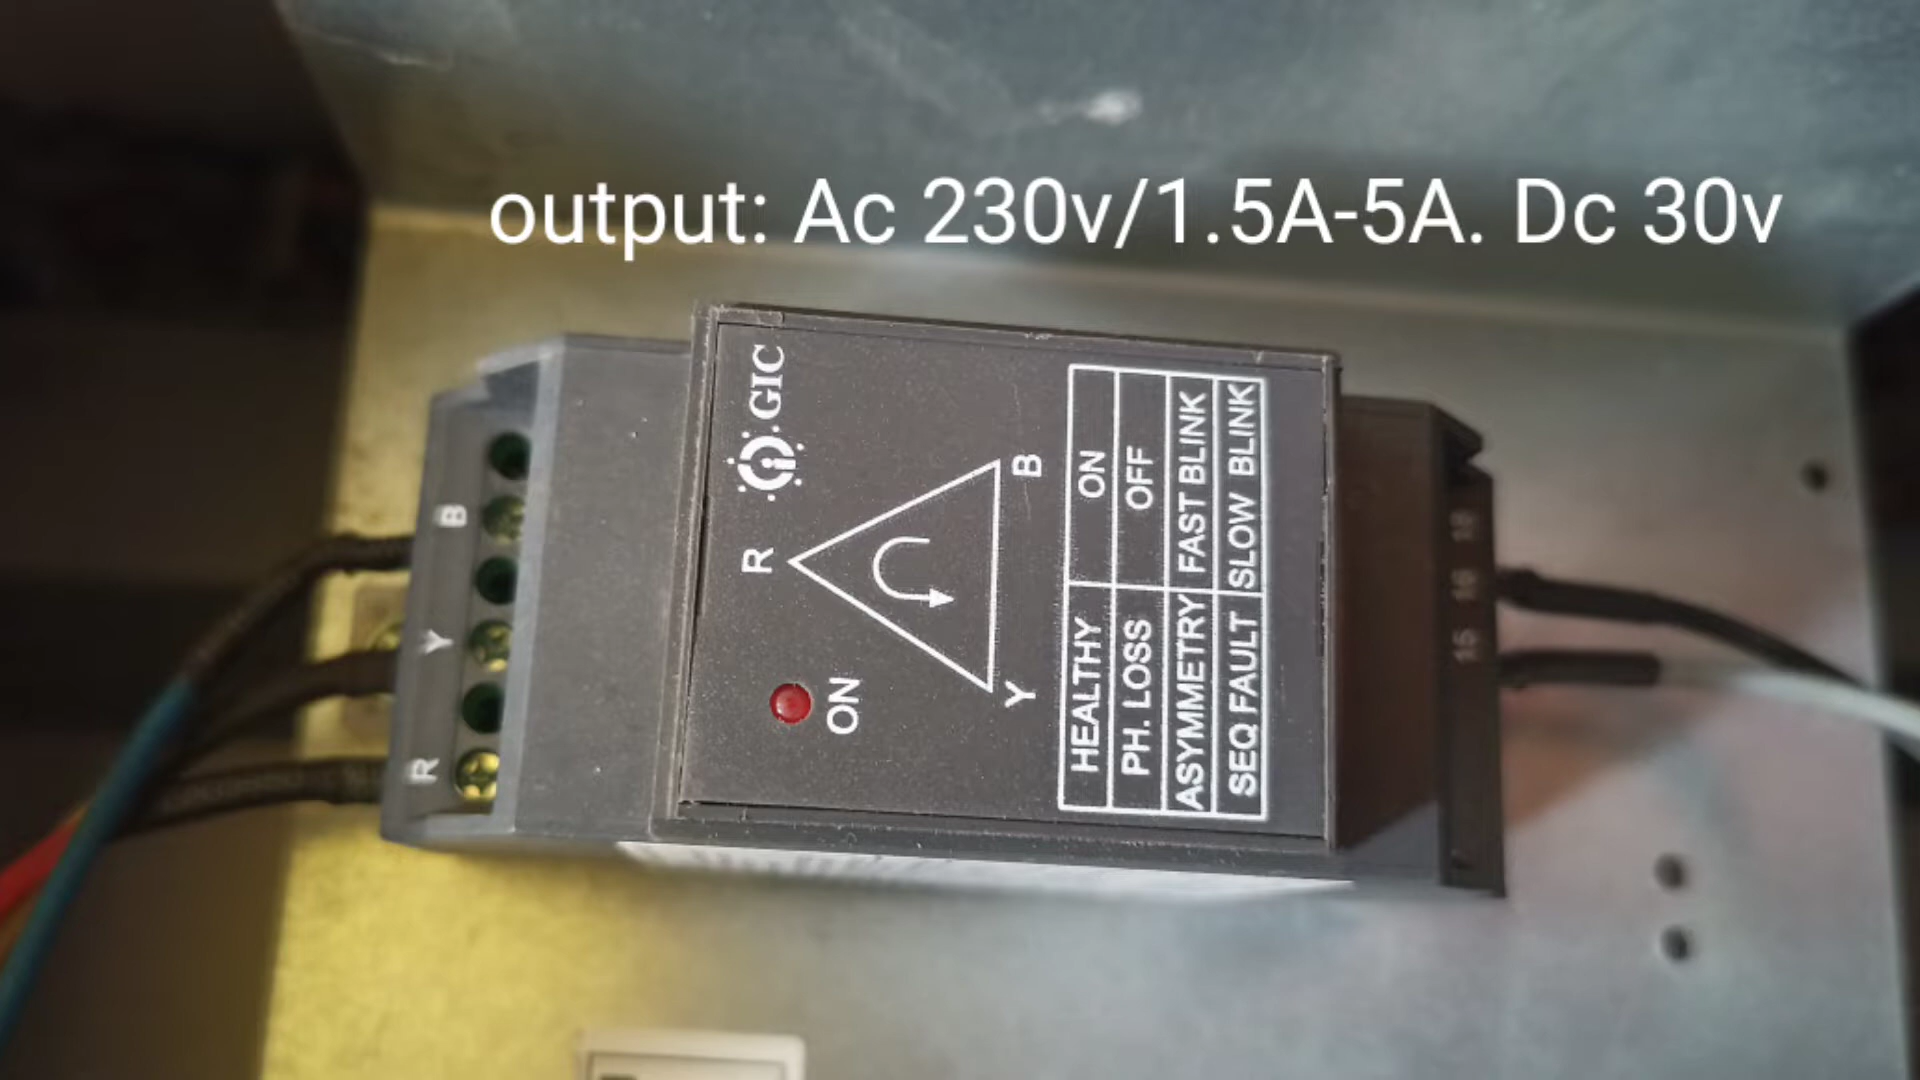 output: Ac 230v/1.5A-5A. Dc 30v
GIC
R
Y
B
ON
HEALTHY ON
PH. LOSS OFF
ASYMMETRY FAST BLINK
SEQ FAULT SLOW BLINK
R
Y
B
15
16
18